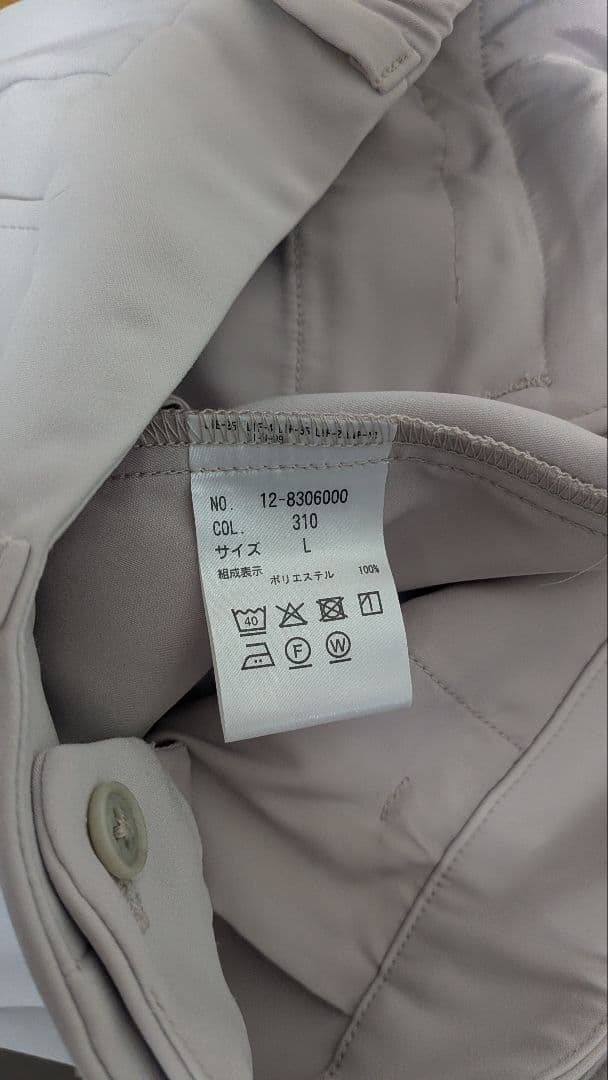 NO. 12-8306000
COL. 310
サイズ L
組成表示 ポリエステル 100%
40
F W